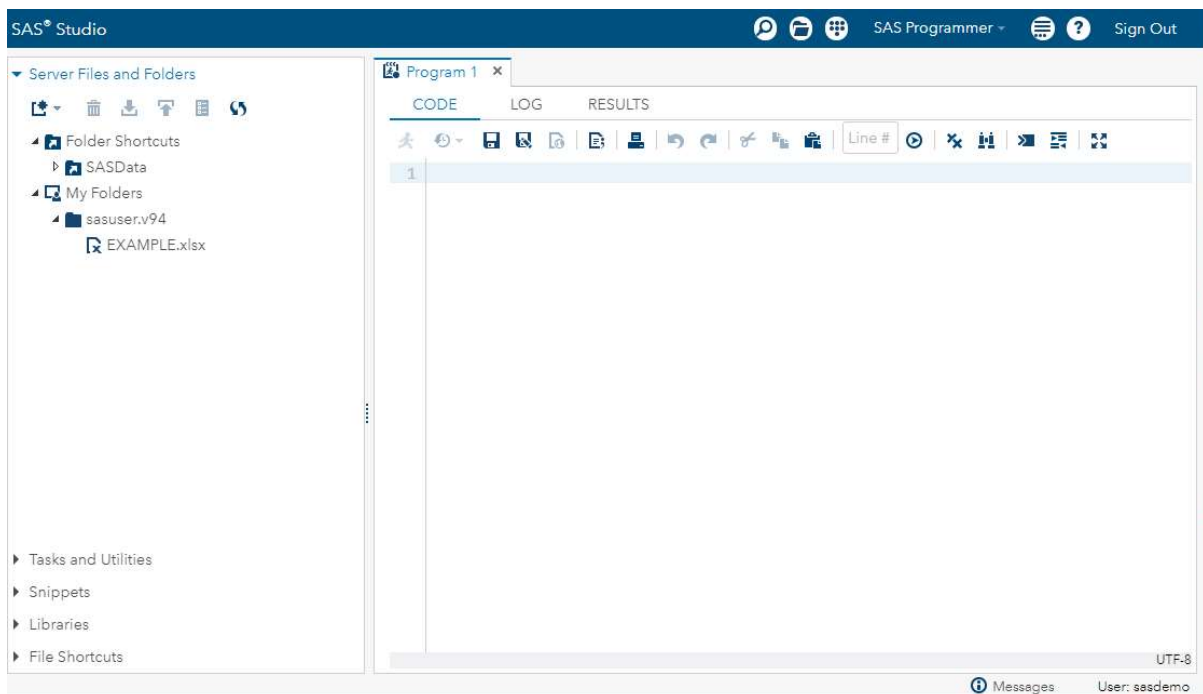 SAS® Studio
SAS Programmer
?
Sign Out
Server Files and Folders
Folder Shortcuts
SASData
My Folders
sasuser.v94
EXAMPLE.xlsx
Tasks and Utilities
Snippets
Libraries
File Shortcuts
Program 1 ×
CODE LOG RESULTS
Line #
1
UTF-8
Messages User: sasdemo